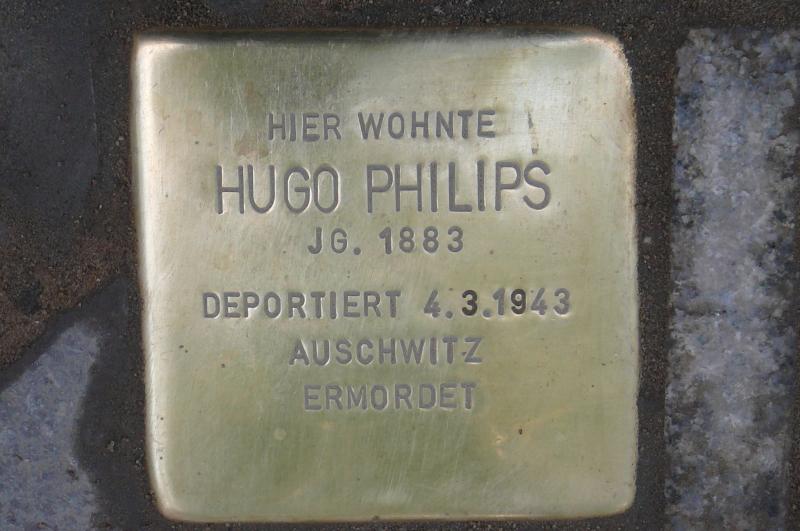 HIER WOHNTE
HUGO PHILIPS
JG. 1883
DEPORTIERT 4.3.1943
AUSCHWITZ
ERMORDET